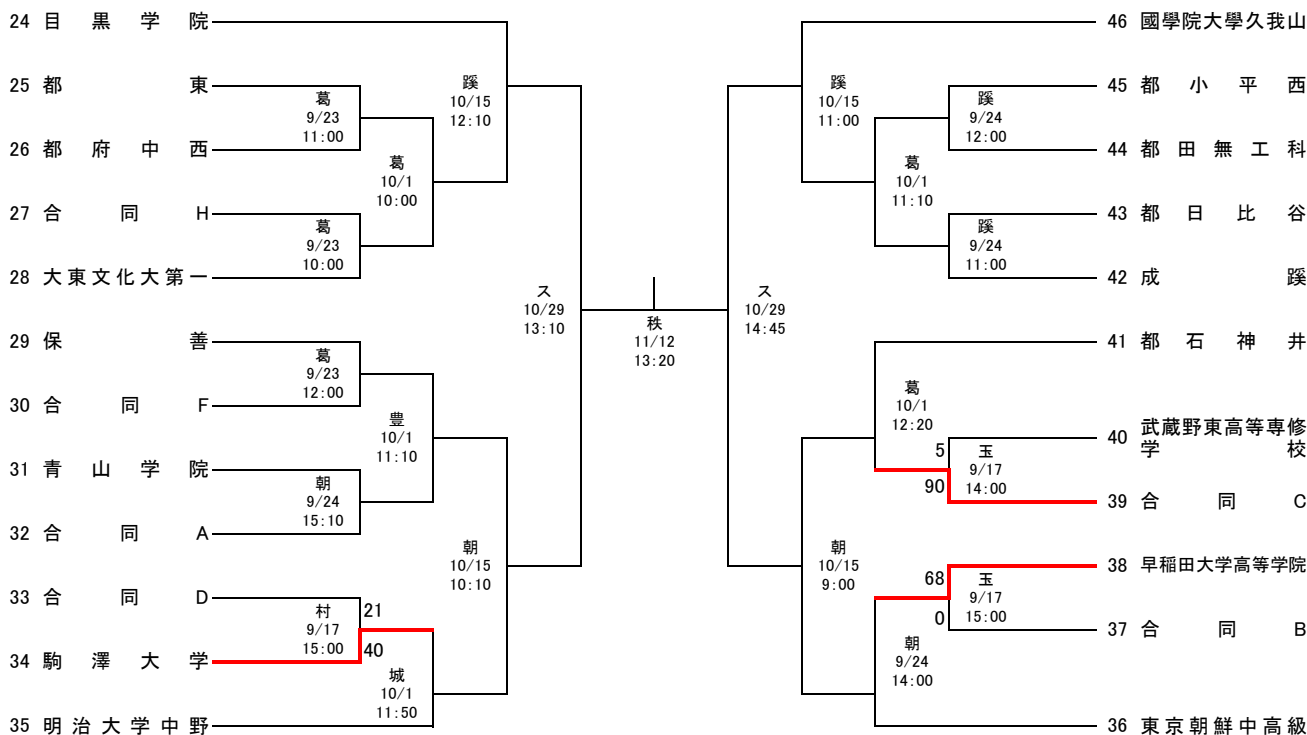 24 目黒学院
25 都東
葛
9/23
11:00
26 都府中西
蹊
10/15
12:10
葛
10/1
10:00
27 合同H
葛
9/23
10:00
28 大東文化大第一
ス
10/29
13:10
29 保善
葛
9/23
12:00
30 合同F
豊
10/1
11:10
31 青山学院
朝
9/24
15:10
32 合同A
朝
10/15
10:10
33 合同D
村
9/17
15:00
21
40
34 駒澤大学
城
10/1
11:50
35 明治大学中野
秩
11/12
13:20
46 國學院大學久我山
蹊
10/15
11:00
45 都小平西
蹊
9/24
12:00
44 都田無工科
葛
10/1
11:10
43 都日比谷
蹊
9/24
11:00
42 成蹊
ス
10/29
14:45
41 都石神井
葛
10/1
12:20
40 武蔵野東高等専修
学校
5
90
玉
9/17
14:00
39 合同C
朝
10/15
9:00
38 早稲田大学高等学院
68
0
玉
9/17
15:00
37 合同B
朝
9/24
14:00
36 東京朝鮮中高級